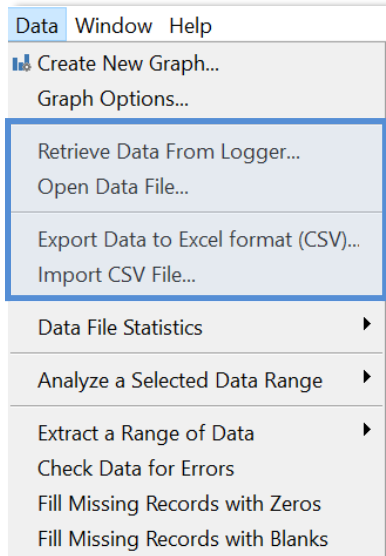 Data Window Help
Create New Graph...
Graph Options...
Retrieve Data From Logger...
Open Data File...
Export Data to Excel format (CSV)...
Import CSV File...
Data File Statistics
Analyze a Selected Data Range
Extract a Range of Data
Check Data for Errors
Fill Missing Records with Zeros
Fill Missing Records with Blanks